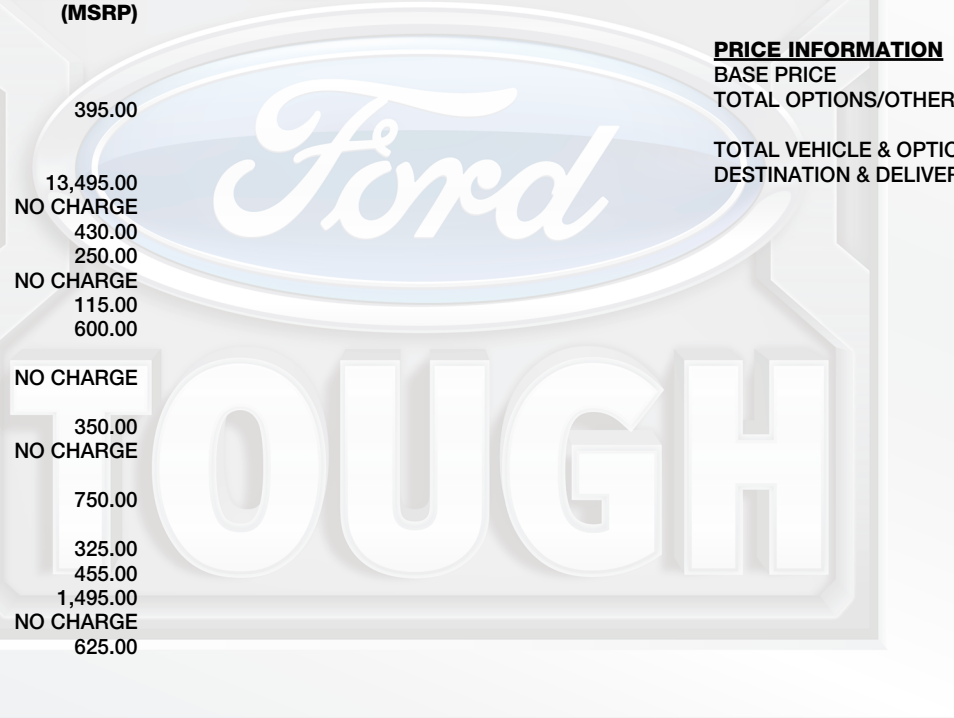 (MSRP)
395.00
13,495.00
NO CHARGE
430.00
250.00
NO CHARGE
115.00
600.00
NO CHARGE
350.00
NO CHARGE
750.00
325.00
455.00
1,495.00
NO CHARGE
625.00
PRICE INFORMATION
BASE PRICE
TOTAL OPTIONS/OTHER
TOTAL VEHICLE & OPTIO
DESTINATION & DELIVER
Ford
TOUGH